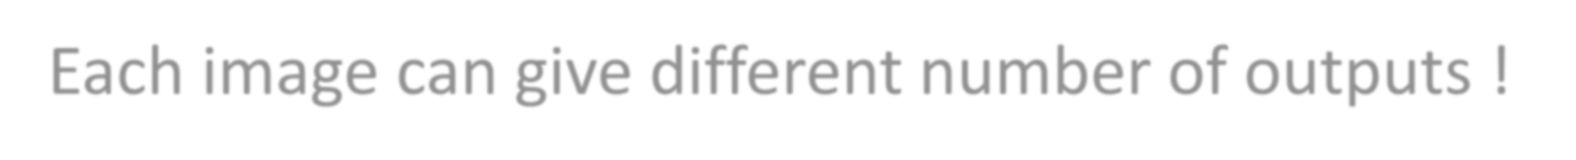 Each image can give different number of outputs !